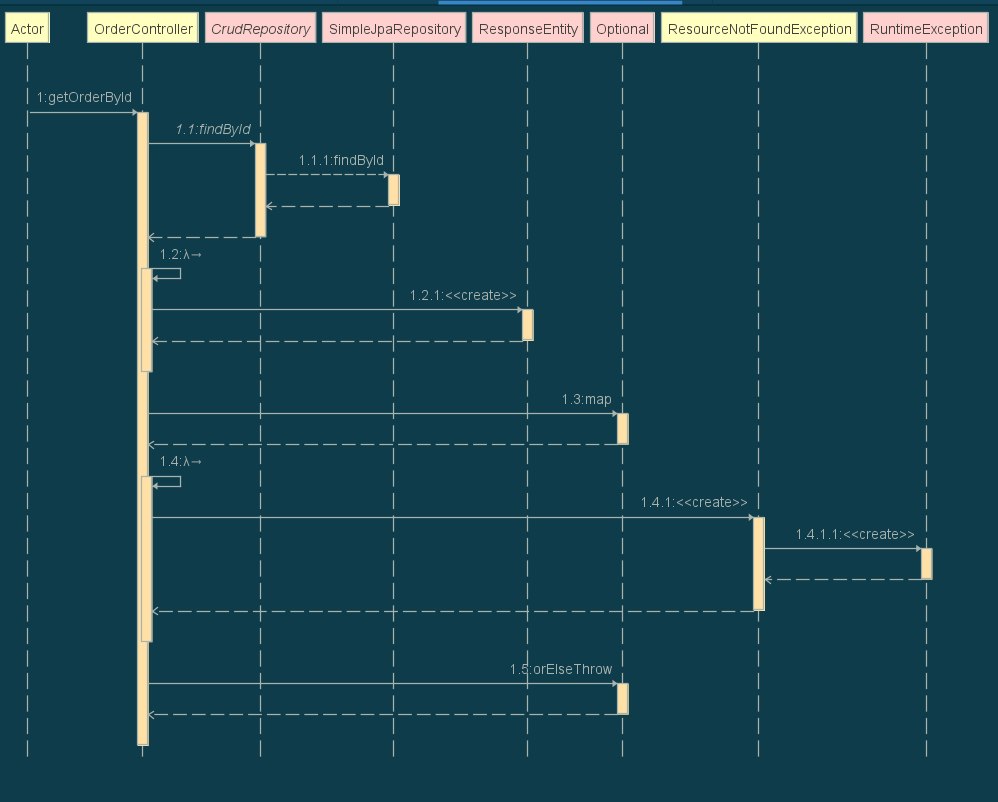 Actor OrderController CrudRepository SimpleJpaRepository ResponseEntity Optional ResourceNotFoundException RuntimeException
1:getOrderById
1.1:findById
1.1.1:findById
1.2:λ→
1.2.1:<<create>>
1.3:map
1.4:λ→
1.4.1:<<create>>
1.4.1.1:<<create>>
1.5:orElseThrow